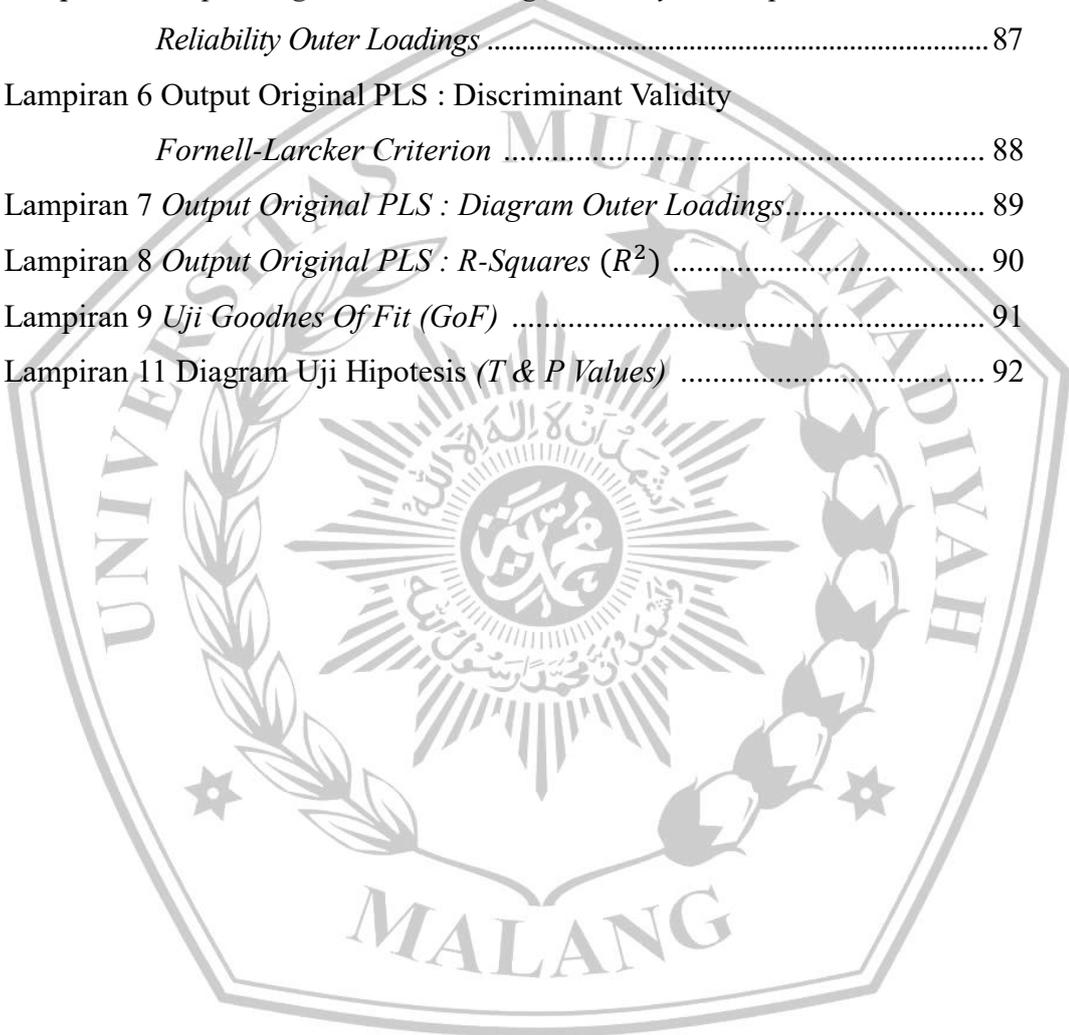 Reliability Outer Loadings ........................................................................ 87
Lampiran 6 Output Original PLS : Discriminant Validity
Fornell-Larcker Criterion ............................................................ 88
Lampiran 7 Output Original PLS : Diagram Outer Loadings......................... 89
Lampiran 8 Output Original PLS : R-Squares (R²) ....................................... 90
Lampiran 9 Uji Goodnes Of Fit (GoF) ........................................................... 91
Lampiran 11 Diagram Uji Hipotesis (T & P Values) ...................................... 92
UNIVERSITAS MUHAMMADIYAH
MALANG